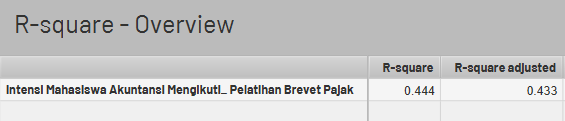 R-square - Overview
R-square R-square adjusted
Intensi Mahasiswa Akuntansi Mengikuti_ Pelatihan Brevet Pajak 0.444 0.433